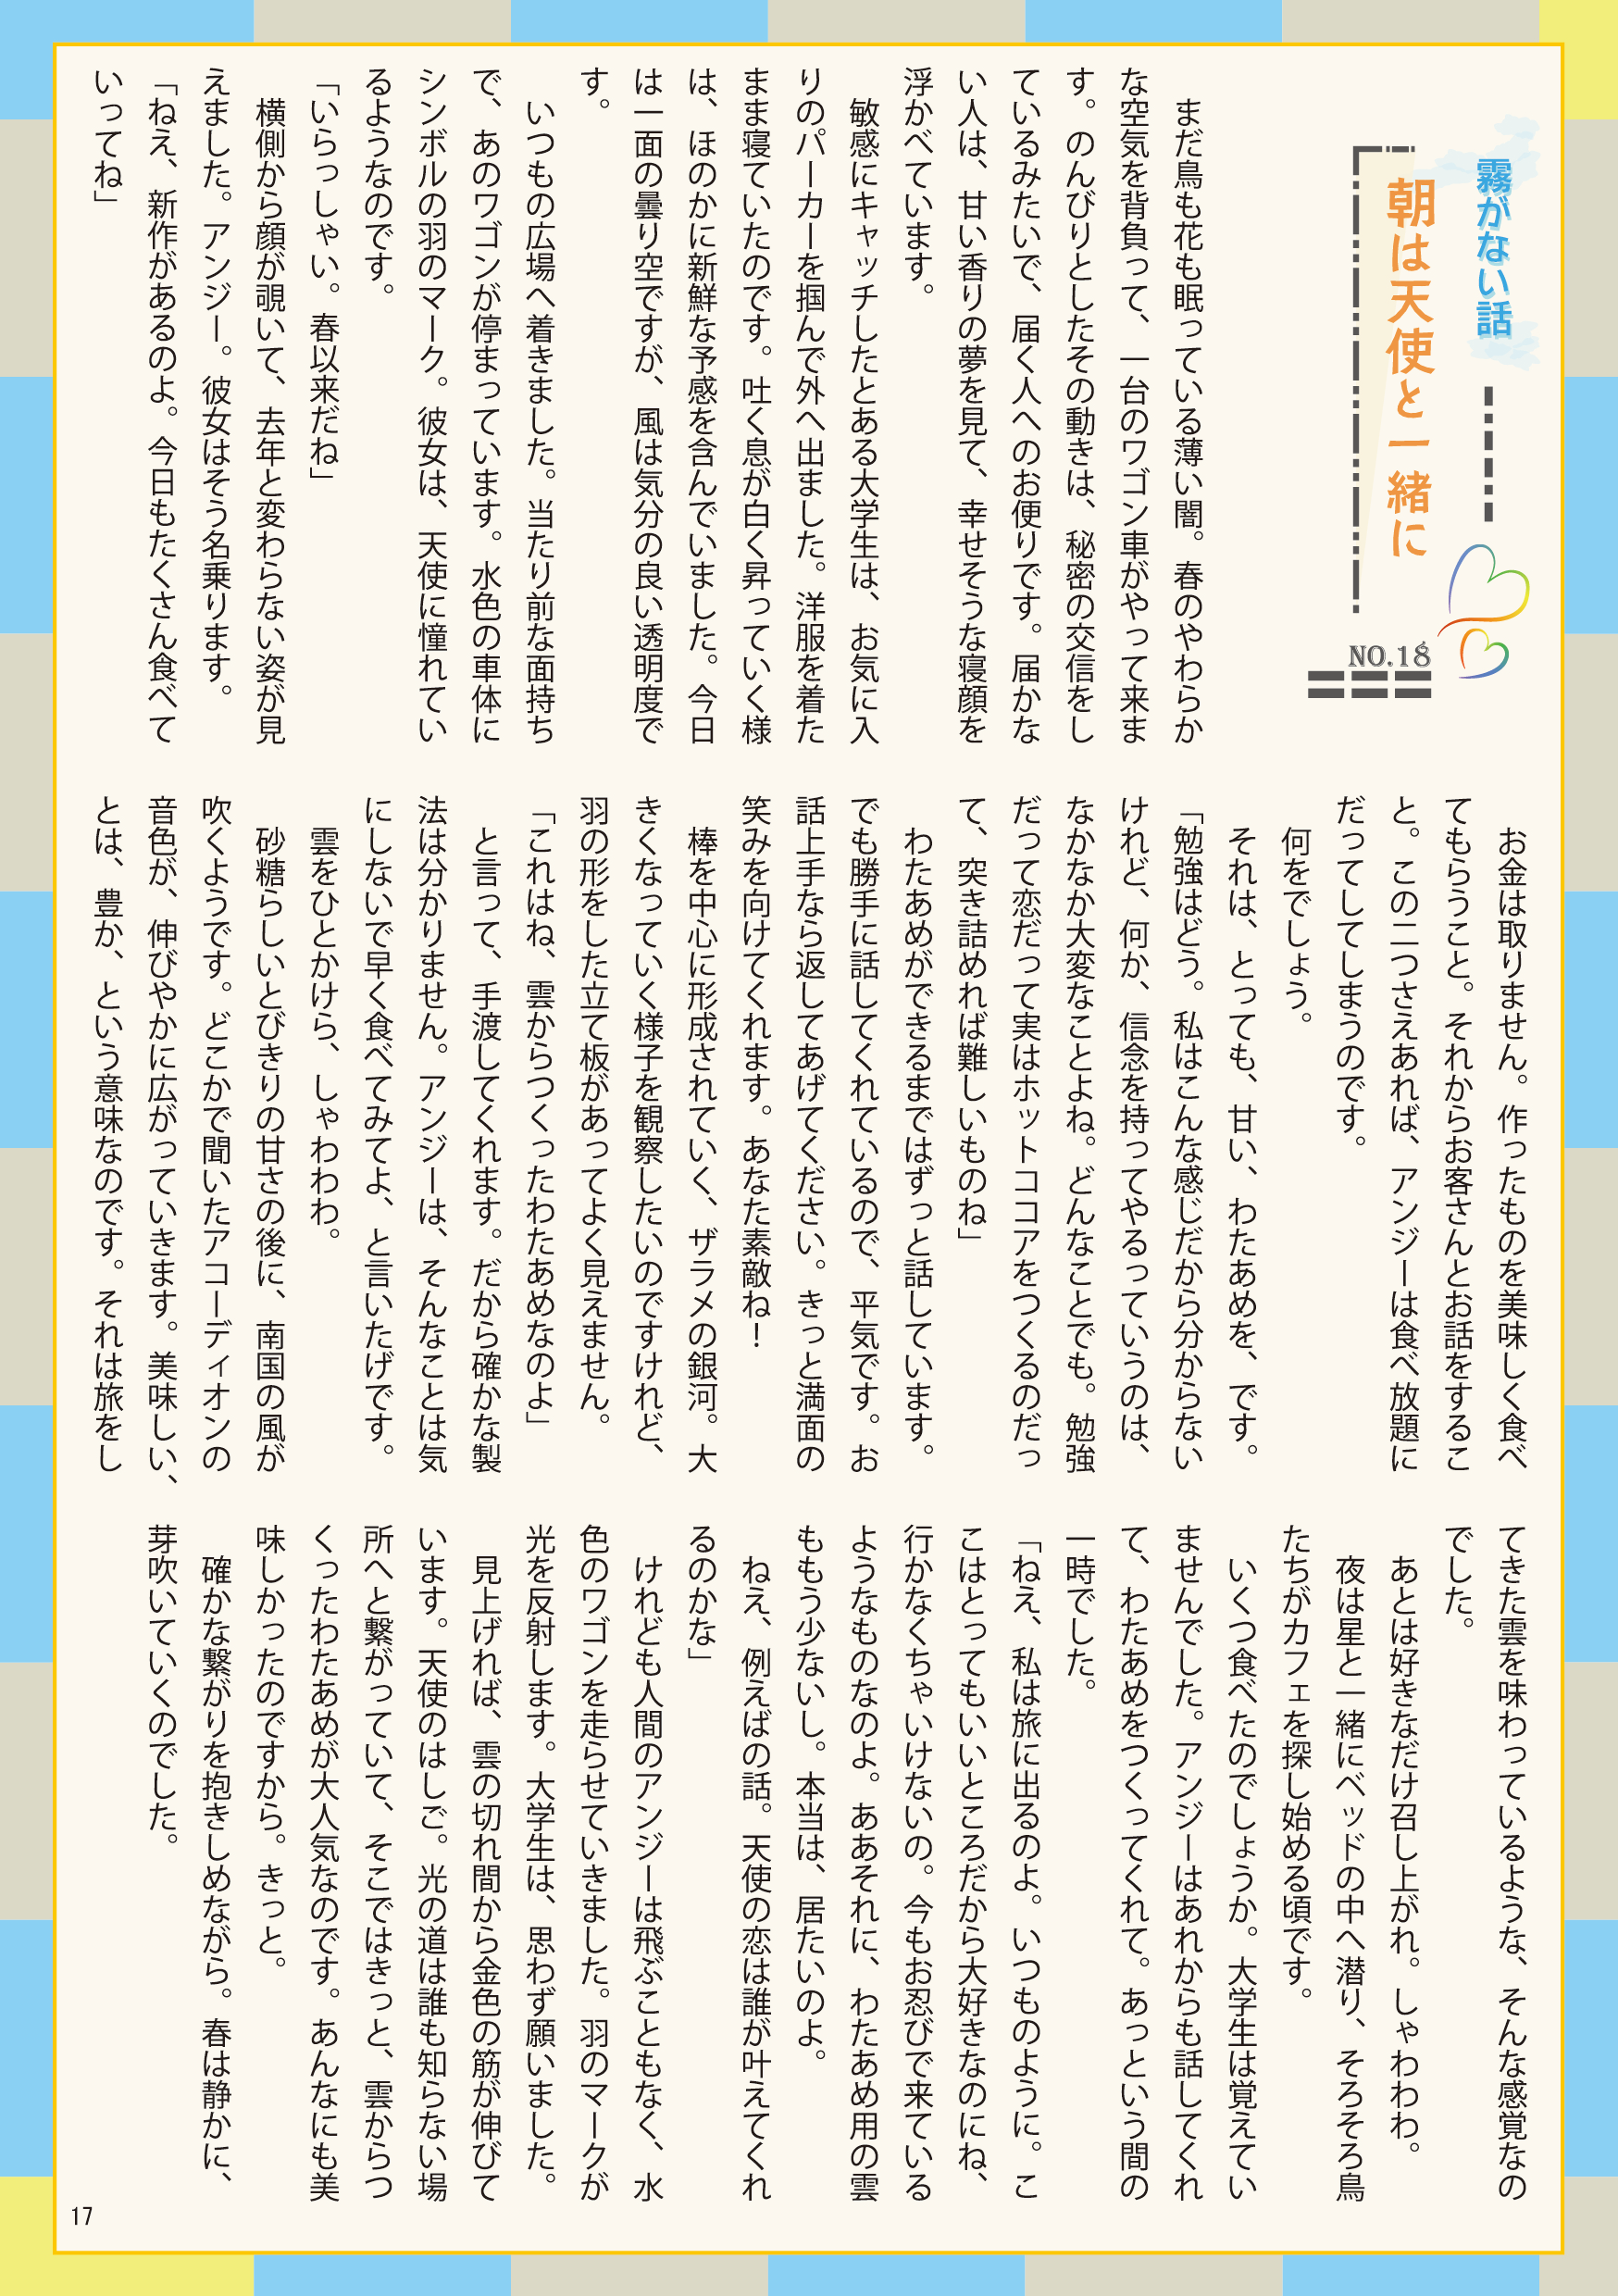 霧がない話
朝は天使と一緒に
NO.18
　まだ鳥も花も眠っている薄い闇。春のやわらか
な空気を背負って、一台のワゴン車がやって来ま
す。のんびりとしたその動きは、秘密の交信をし
ているみたいで、届く人へのお便りです。届かな
い人は、甘い香りの夢を見て、幸せそうな寝顔を
浮かべています。
　敏感にキャッチしたとある大学生は、お気に入
りのパーカーを掴んで外へ出ました。洋服を着た
まま寝ていたのです。吐く息が白く昇っていく様
は、ほのかに新鮮な予感を含んでいました。今日
は一面の曇り空ですが、風は気分の良い透明度で
す。
　いつもの広場へ着きました。当たり前な面持ち
で、あのワゴンが停まっています。水色の車体に
シンボルの羽のマーク。彼女は、天使に憧れてい
るようなのです。
「いらっしゃい。春以来だね」
　横側から顔が覗いて、去年と変わらない姿が見
えました。アンジー。彼女はそう名乗ります。
「ねえ、新作があるのよ。今日もたくさん食べて
いってね」
　お金は取りません。作ったものを美味しく食べ
てもらうこと。それからお客さんとお話をするこ
と。この二つさえあれば、アンジーは食べ放題に
だってしてしまうのです。
　何をでしょう。
　それは、とっても、甘い、わたあめを、です。
「勉強はどう。私はこんな感じだから分からない
けれど、何か、信念を持ってやるっていうのは、
なかなか大変なことよね。どんなことでも。勉強
だって恋だって実はホットココアをつくるのだっ
て、突き詰めれば難しいものね」
　わたあめができるまではずっと話しています。
でも勝手に話してくれているので、平気です。お
話上手なら返してあげてください。きっと満面の
笑みを向けてくれます。あなた素敵ね！
　棒を中心に形成されていく、ザラメの銀河。大
きくなっていく様子を観察したいのですけれど、
羽の形をした立て板があってよく見えません。
「これはね、雲からつくったわたあめなのよ」
　と言って、手渡してくれます。だから確かな製
法は分かりません。アンジーは、そんなことは気
にしないで早く食べてみてよ、と言いたげです。
　雲をひとかけら、しゃわわわ。
　砂糖らしいとびきりの甘さの後に、南国の風が
吹くようです。どこかで聞いたアコーディオンの
音色が、伸びやかに広がっていきます。美味しい、
とは、豊か、という意味なのです。それは旅をし
てきた雲を味わっているような、そんな感覚なの
でした。
　あとは好きなだけ召し上がれ。しゃわわわ。
　夜は星と一緒にベッドの中へ潜り、そろそろ鳥
たちがカフェを探し始める頃です。
　いくつ食べたのでしょうか。大学生は覚えてい
ませんでした。アンジーはあれからも話してくれ
て、わたあめをつくってくれて。あっという間の
一時でした。
「ねえ、私は旅に出るのよ。いつものように。こ
こはとってもいいところだから大好きなのにね、
行かなくちゃいけないの。今もお忍びで来ている
ようなものなのよ。ああそれに、わたあめ用の雲
ももう少ないし。本当は、居たいのよ。
　ねえ、例えばの話。天使の恋は誰が叶えてくれ
るのかな」
　けれども人間のアンジーは飛ぶこともなく、水
色のワゴンを走らせていきました。羽のマークが
光を反射します。大学生は、思わず願いました。
　見上げれば、雲の切れ間から金色の筋が伸びて
います。天使のはしご。光の道は誰も知らない場
所へと繋がっていて、そこではきっと、雲からつ
くったわたあめが大人気なのです。あんなにも美
味しかったのですから。きっと。
　確かな繋がりを抱きしめながら。春は静かに、
芽吹いていくのでした。
17